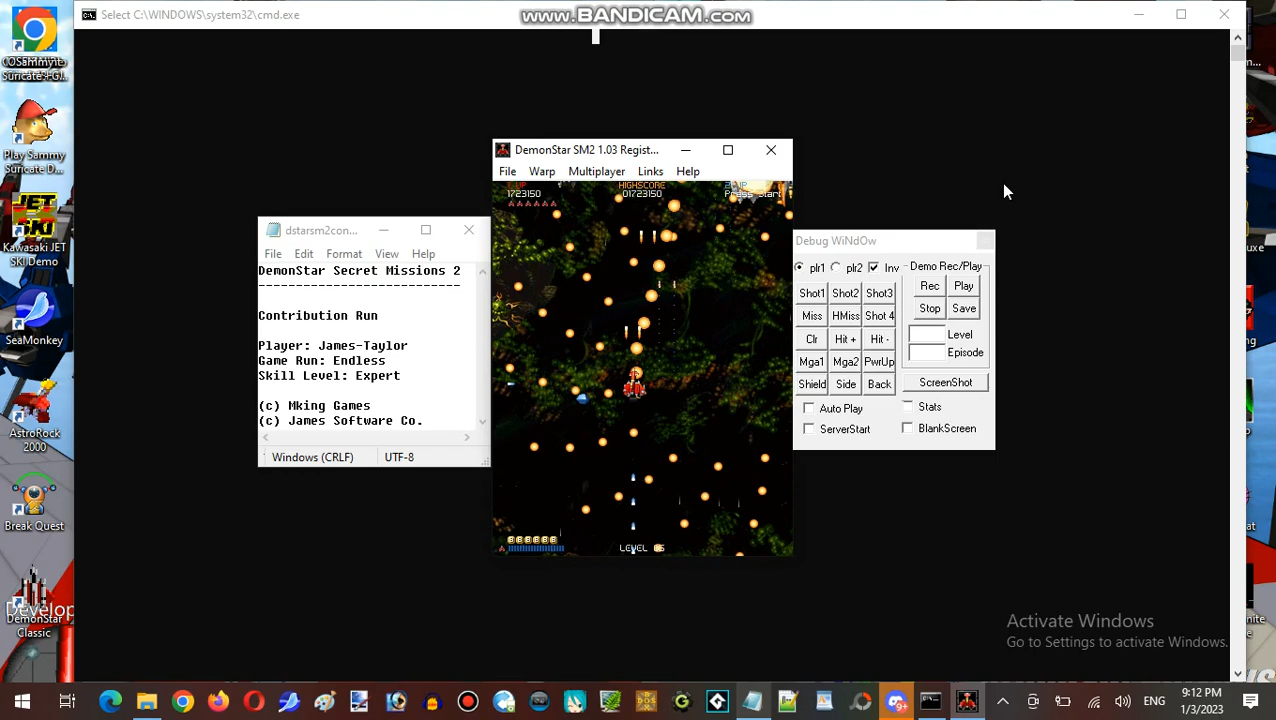 Select C:\WINDOWS\system32\cmd.exe
www.BANDICAM.com
Play Sammy
Suricate D...
Kawasaki JET
SKI Demo
SeaMonkey
AstroRock
2000
Break Quest
DemonStar
Classic
dstarsm2con...
File Edit Format View Help
DemonStar Secret Missions 2
---------------------------
Contribution Run
Player: James-Taylor
Game Run: Endless
Skill Level: Expert
(c) Mking Games
(c) James Software Co.
Windows (CRLF) UTF-8
DemonStar SM2 1.03 Regist...
File Warp Multiplayer Links Help
HIGHSCORE
1723150 01723150 Press Start
LEVEL
Debug WiNdOw
plr1 plr2 Inv Demo Rec/Play
Shot1 Shot2 Shot3 Rec Play
Miss HMiss Shot 4 Stop Save
Clr Hit + Hit - Level
Mga1 Mga2 PwrUp Episode
Shield Side Back ScreenShot
Auto Play Stats
ServerStart BlankScreen
Activate Windows
Go to Settings to activate Windows.
ENG
9:12 PM
1/3/2023